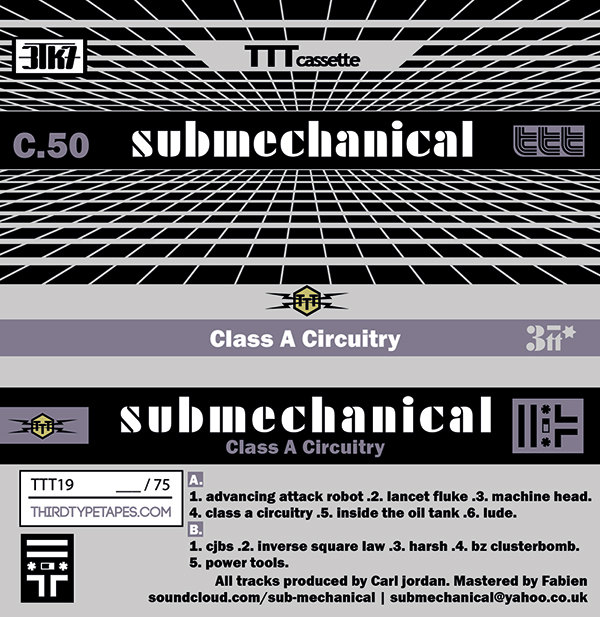 TTT cassette
C.50 submechanical ttt
TTT
Class A Circuitry
submechanical
TTT
Class A Circuitry
TTT19 ___ / 75
THIRDTYPETAPES.COM
A.
1. advancing attack robot .2. lancet fluke .3. machine head.
4. class a circuitry .5. inside the oil tank .6. lude.
B.
1. cjbs .2. inverse square law .3. harsh .4. bz clusterbomb.
5. power tools.
All tracks produced by Carl jordan. Mastered by Fabien
soundcloud.com/sub-mechanical | submechanical@yahoo.co.uk